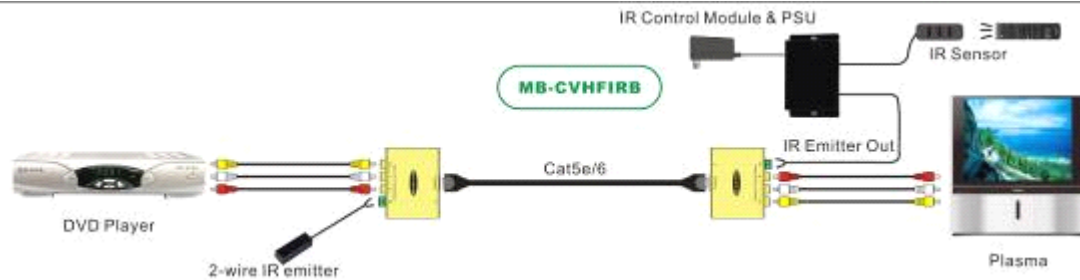 IR Control Module & PSU
IR Sensor
MB-CVHFIRB
IR Emitter Out
Cat5e/6
DVD Player
2-wire IR emitter
Plasma